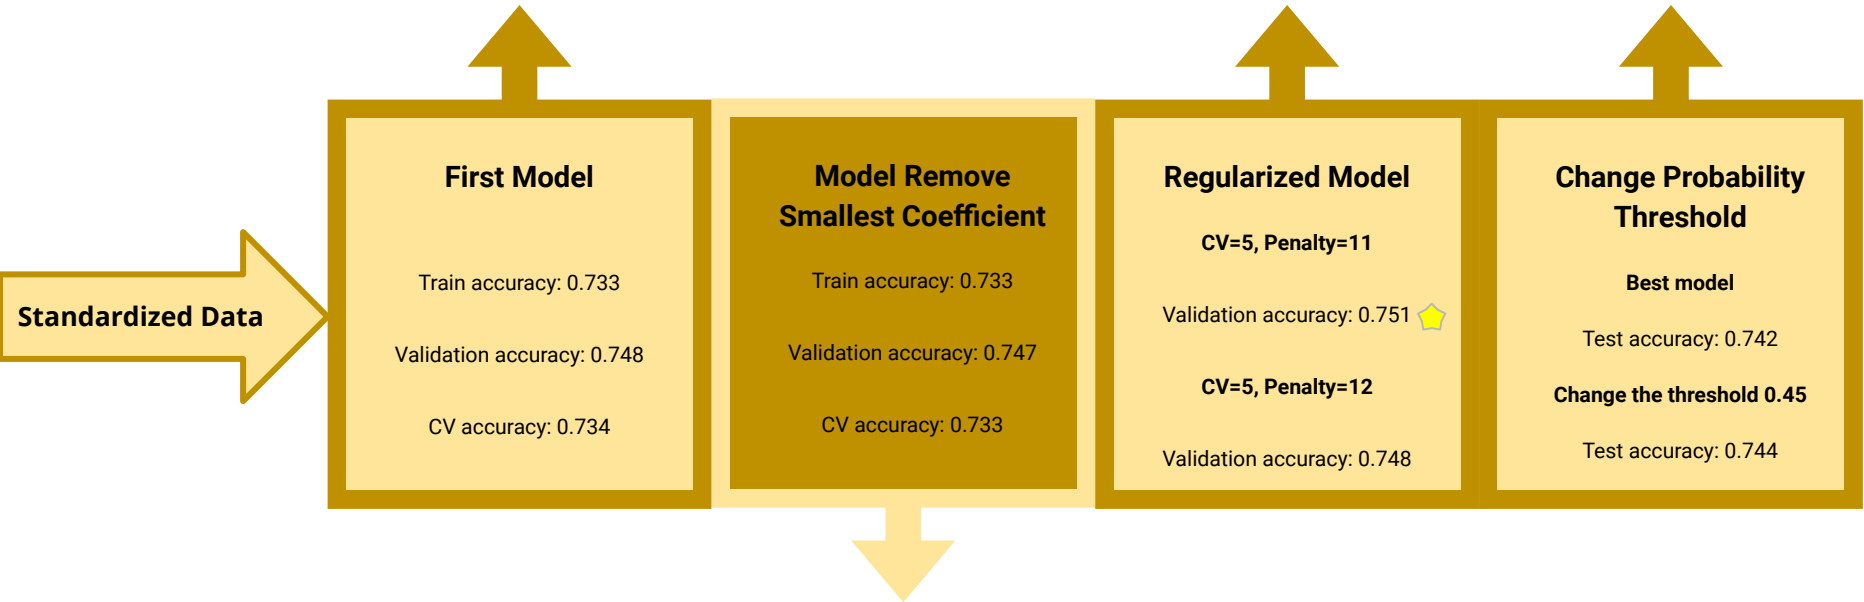 Standardized Data
First Model
Train accuracy: 0.733
Validation accuracy: 0.748
CV accuracy: 0.734
Model Remove
Smallest Coefficient
Train accuracy: 0.733
Validation accuracy: 0.747
CV accuracy: 0.733
Regularized Model
CV=5, Penalty=11
Validation accuracy: 0.751
CV=5, Penalty=12
Validation accuracy: 0.748
Change Probability
Threshold
Best model
Test accuracy: 0.742
Change the threshold 0.45
Test accuracy: 0.744